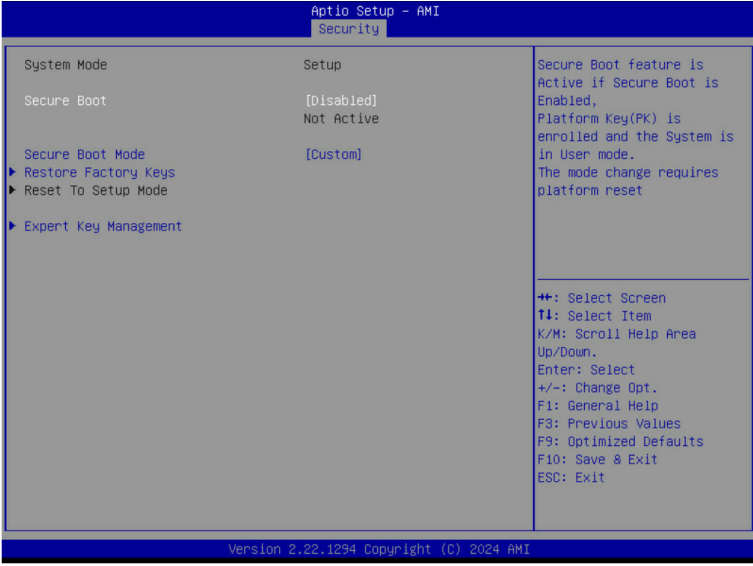 Aptio Setup - AMI
Security
System Mode Setup
Secure Boot [Disabled]
Not Active
Secure Boot Mode [Custom]
Restore Factory Keys
Reset To Setup Mode
Expert Key Management
Secure Boot feature is
Active if Secure Boot is
Enabled,
Platform Key(PK) is
enrolled and the System is
in User mode.
The mode change requires
platform reset
→←: Select Screen
↑↓: Select Item
K/M: Scroll Help Area
Up/Down.
Enter: Select
+/-: Change Opt.
F1: General Help
F3: Previous Values
F9: Optimized Defaults
F10: Save & Exit
ESC: Exit
Version 2.22.1294 Copyright (C) 2024 AMI